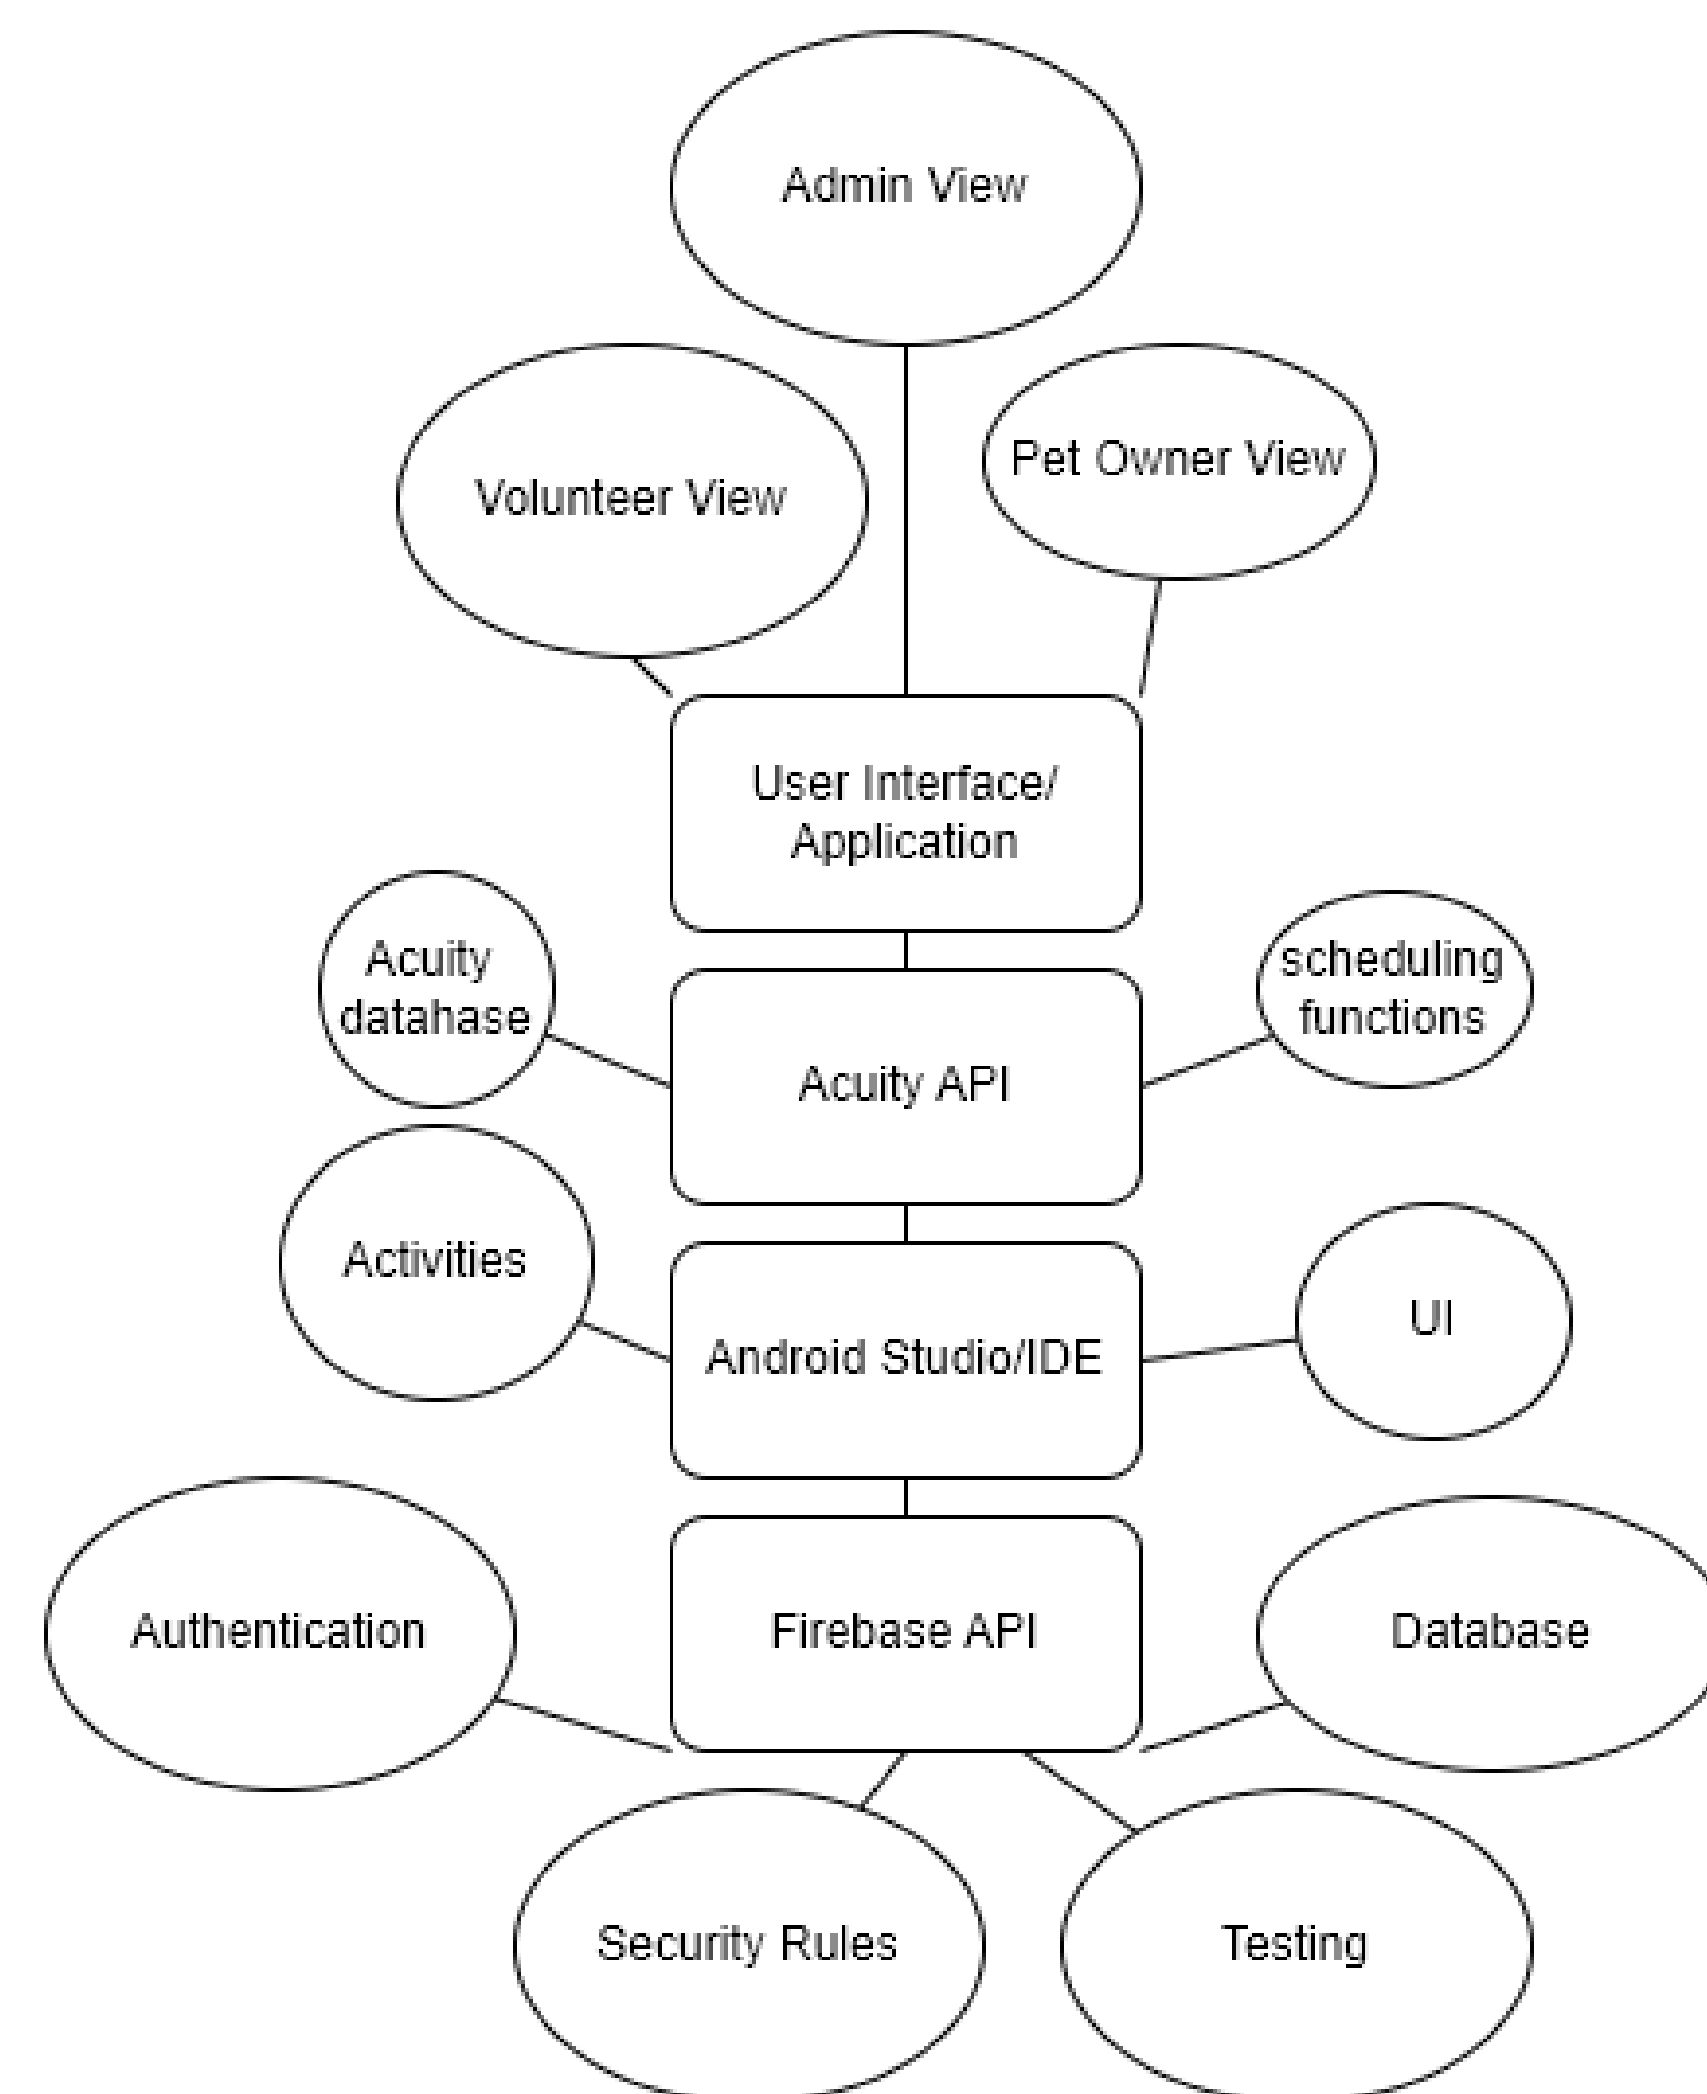 Admin View
Volunteer View
Pet Owner View
User Interface/
Application
Acuity
datahase
scheduling
functions
Acuity API
Activities
UI
Android Studio/IDE
Authentication
Firebase API
Database
Security Rules
Testing